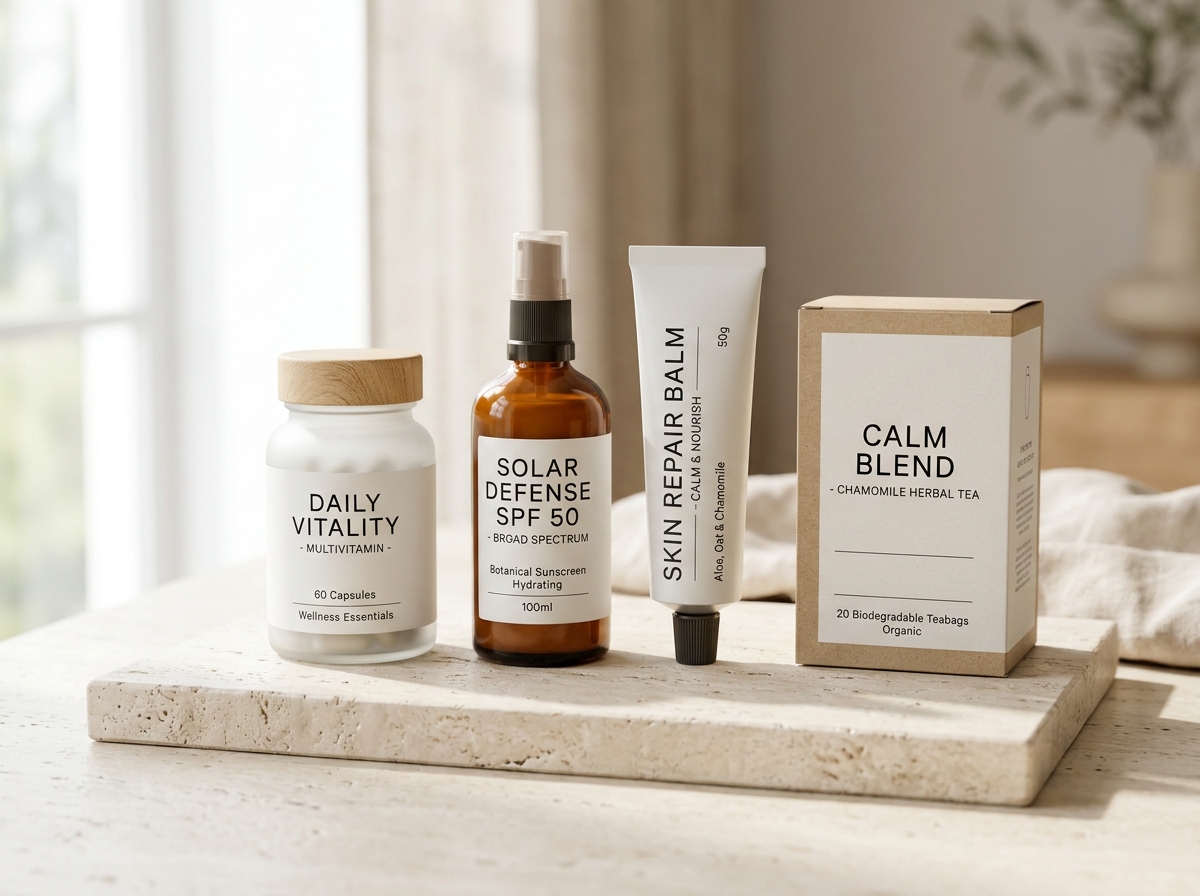 DAILY
VITALITY
- MULTIVITAMIN -
60 Capsules
Wellness Essentials
SOLAR
DEFENSE
SPF 50
- BROAD SPECTRUM
Botanical Sunscreen
Hydrating
100ml
SKIN REPAIR BALM
- CALM & NOURISH
Aloe, Oat & Chamomile
50g
CALM
BLEND
- CHAMOMILE HERBAL TEA
20 Biodegradable Teabags
Organic